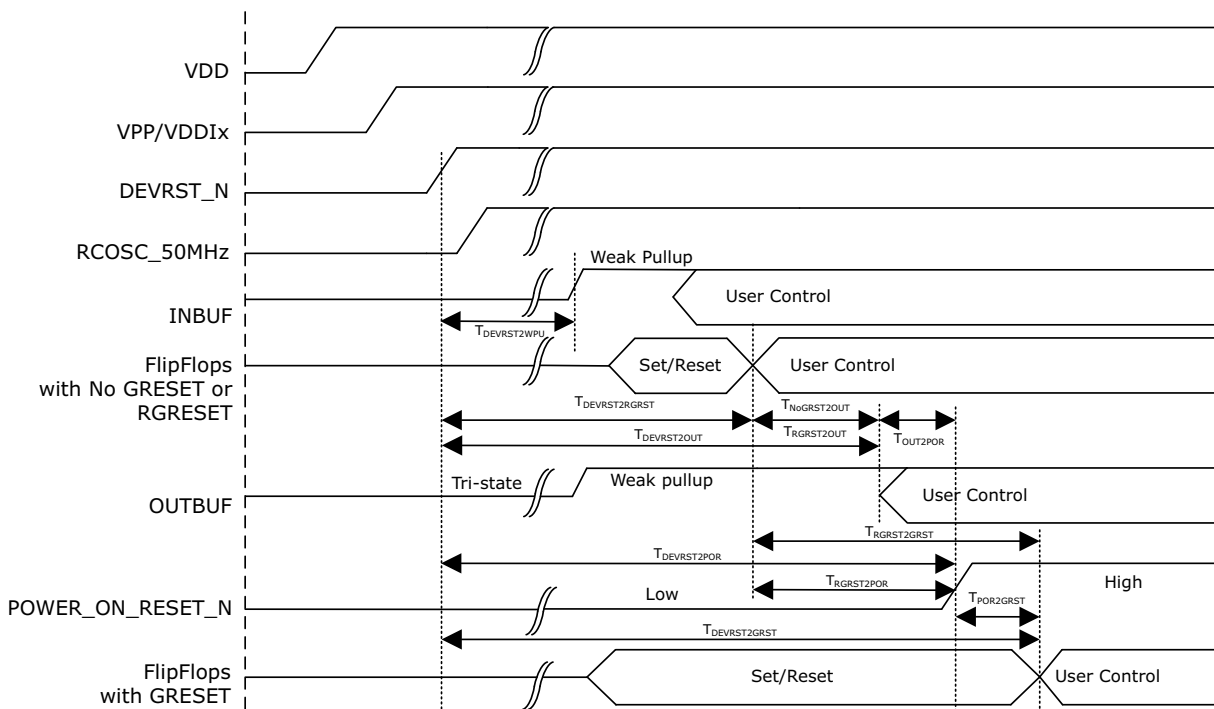 VDD
VPP/VDDIx
DEVRST_N
RCOSC_50MHz
Weak Pullup
User Control
INBUF
TDEVRST2WPU
FlipFlops
with No GRESET or
RGRESET
Set/Reset
User Control
TDEVRST2RGRST
TNoGRST2OUT
TDEVRST2OUT
TRGRST2OUT
TOUT2POR
Tri-state
Weak pullup
User Control
OUTBUF
TRGRST2GRST
TDEVRST2POR
TRGRST2POR
High
Low
TPOR2GRST
POWER_ON_RESET_N
TDEVRST2GRST
FlipFlops
with GRESET
Set/Reset
User Control